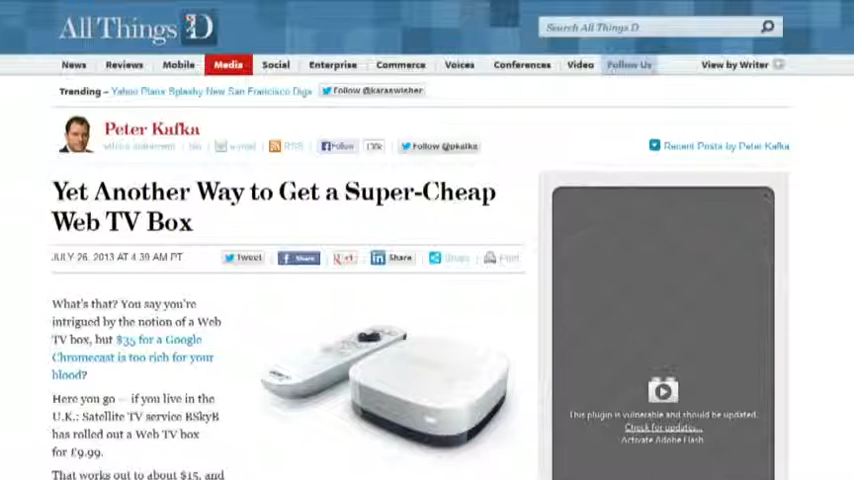 All Things D
Search All Things D
News Reviews Mobile Media Social Enterprise Commerce Voices Conferences Video Follow Us View by Writer
Trending – Yahoo Plans Splashy New San Francisco Digs Follow @karaswisher
Peter Kafka
RSS Follow Follow @pkafka Recent Posts by Peter Kafka
Yet Another Way to Get a Super-Cheap
Web TV Box
JULY 26, 2013 AT 4:39 AM PT Tweet Share +1 Share Share Print
What's that? You say you're
intrigued by the notion of a Web
TV box, but $35 for a Google
Chromecast is too rich for your
blood?
Here you go – if you live in the
U.K.: Satellite TV service BSkyB
has rolled out a Web TV box
for £9.99.
That works out to about $15, and
This plugin is vulnerable and should be updated.
Check for updates...
Activate Adobe Flash.